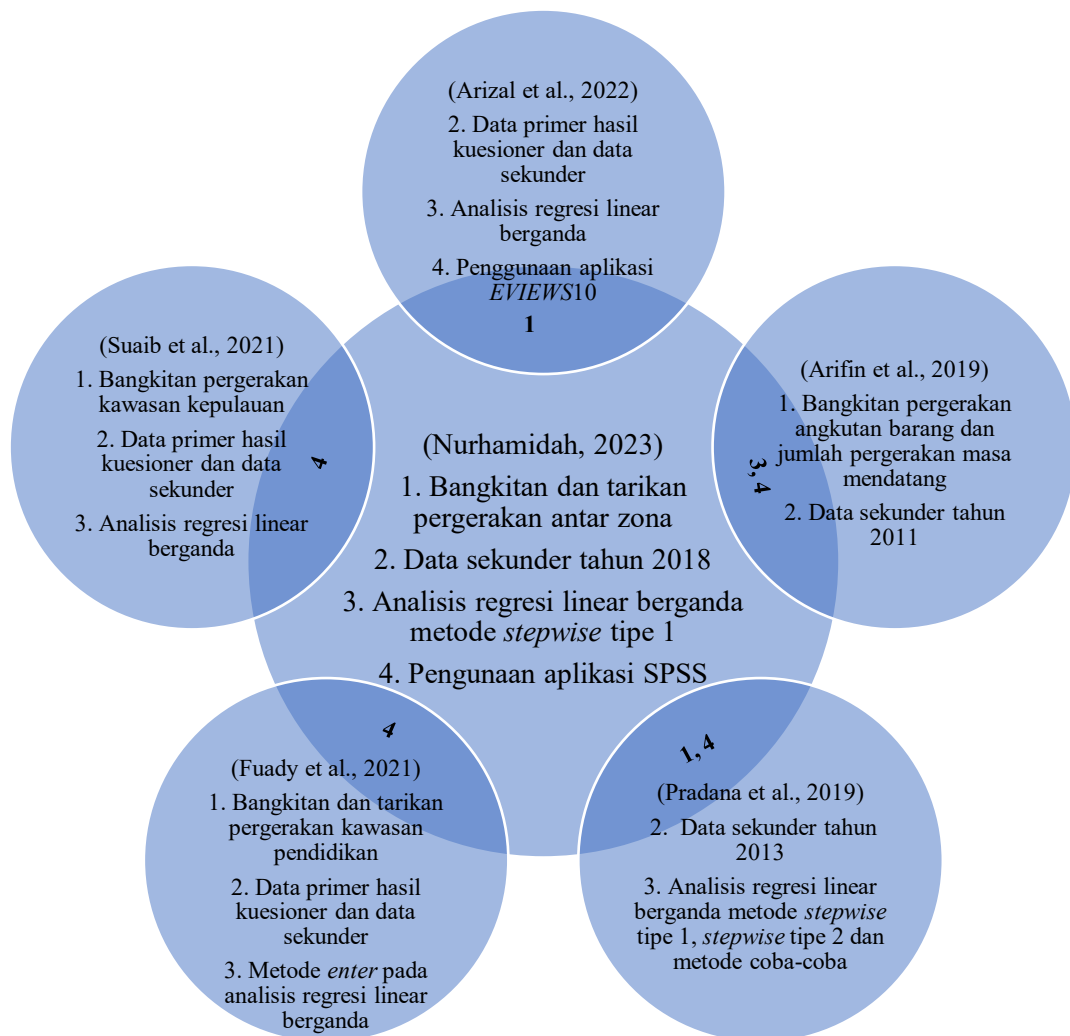 (Arizal et al., 2022)
2. Data primer hasil
kuesioner dan data
sekunder
3. Analisis regresi linear
berganda
4. Penggunaan aplikasi
EVIEWS10
1
(Suaib et al., 2021)
1. Bangkitan pergerakan
kawasan kepulauan
2. Data primer hasil
kuesioner dan data
sekunder
3. Analisis regresi linear
berganda
4
(Nurhamidah, 2023)
1. Bangkitan dan tarikan
pergerakan antar zona
2. Data sekunder tahun 2018
3. Analisis regresi linear berganda
metode stepwise tipe 1
4. Pengunaan aplikasi SPSS
3, 4
(Arifin et al., 2019)
1. Bangkitan pergerakan
angkutan barang dan
jumlah pergerakan masa
mendatang
2. Data sekunder tahun
2011
4
(Fuady et al., 2021)
1. Bangkitan dan tarikan
pergerakan kawasan
pendidikan
2. Data primer hasil
kuesioner dan data
sekunder
3. Metode enter pada
analisis regresi linear
berganda
1, 4
(Pradana et al., 2019)
2. Data sekunder tahun
2013
3. Analisis regresi linear
berganda metode stepwise
tipe 1, stepwise tipe 2 dan
metode coba-coba